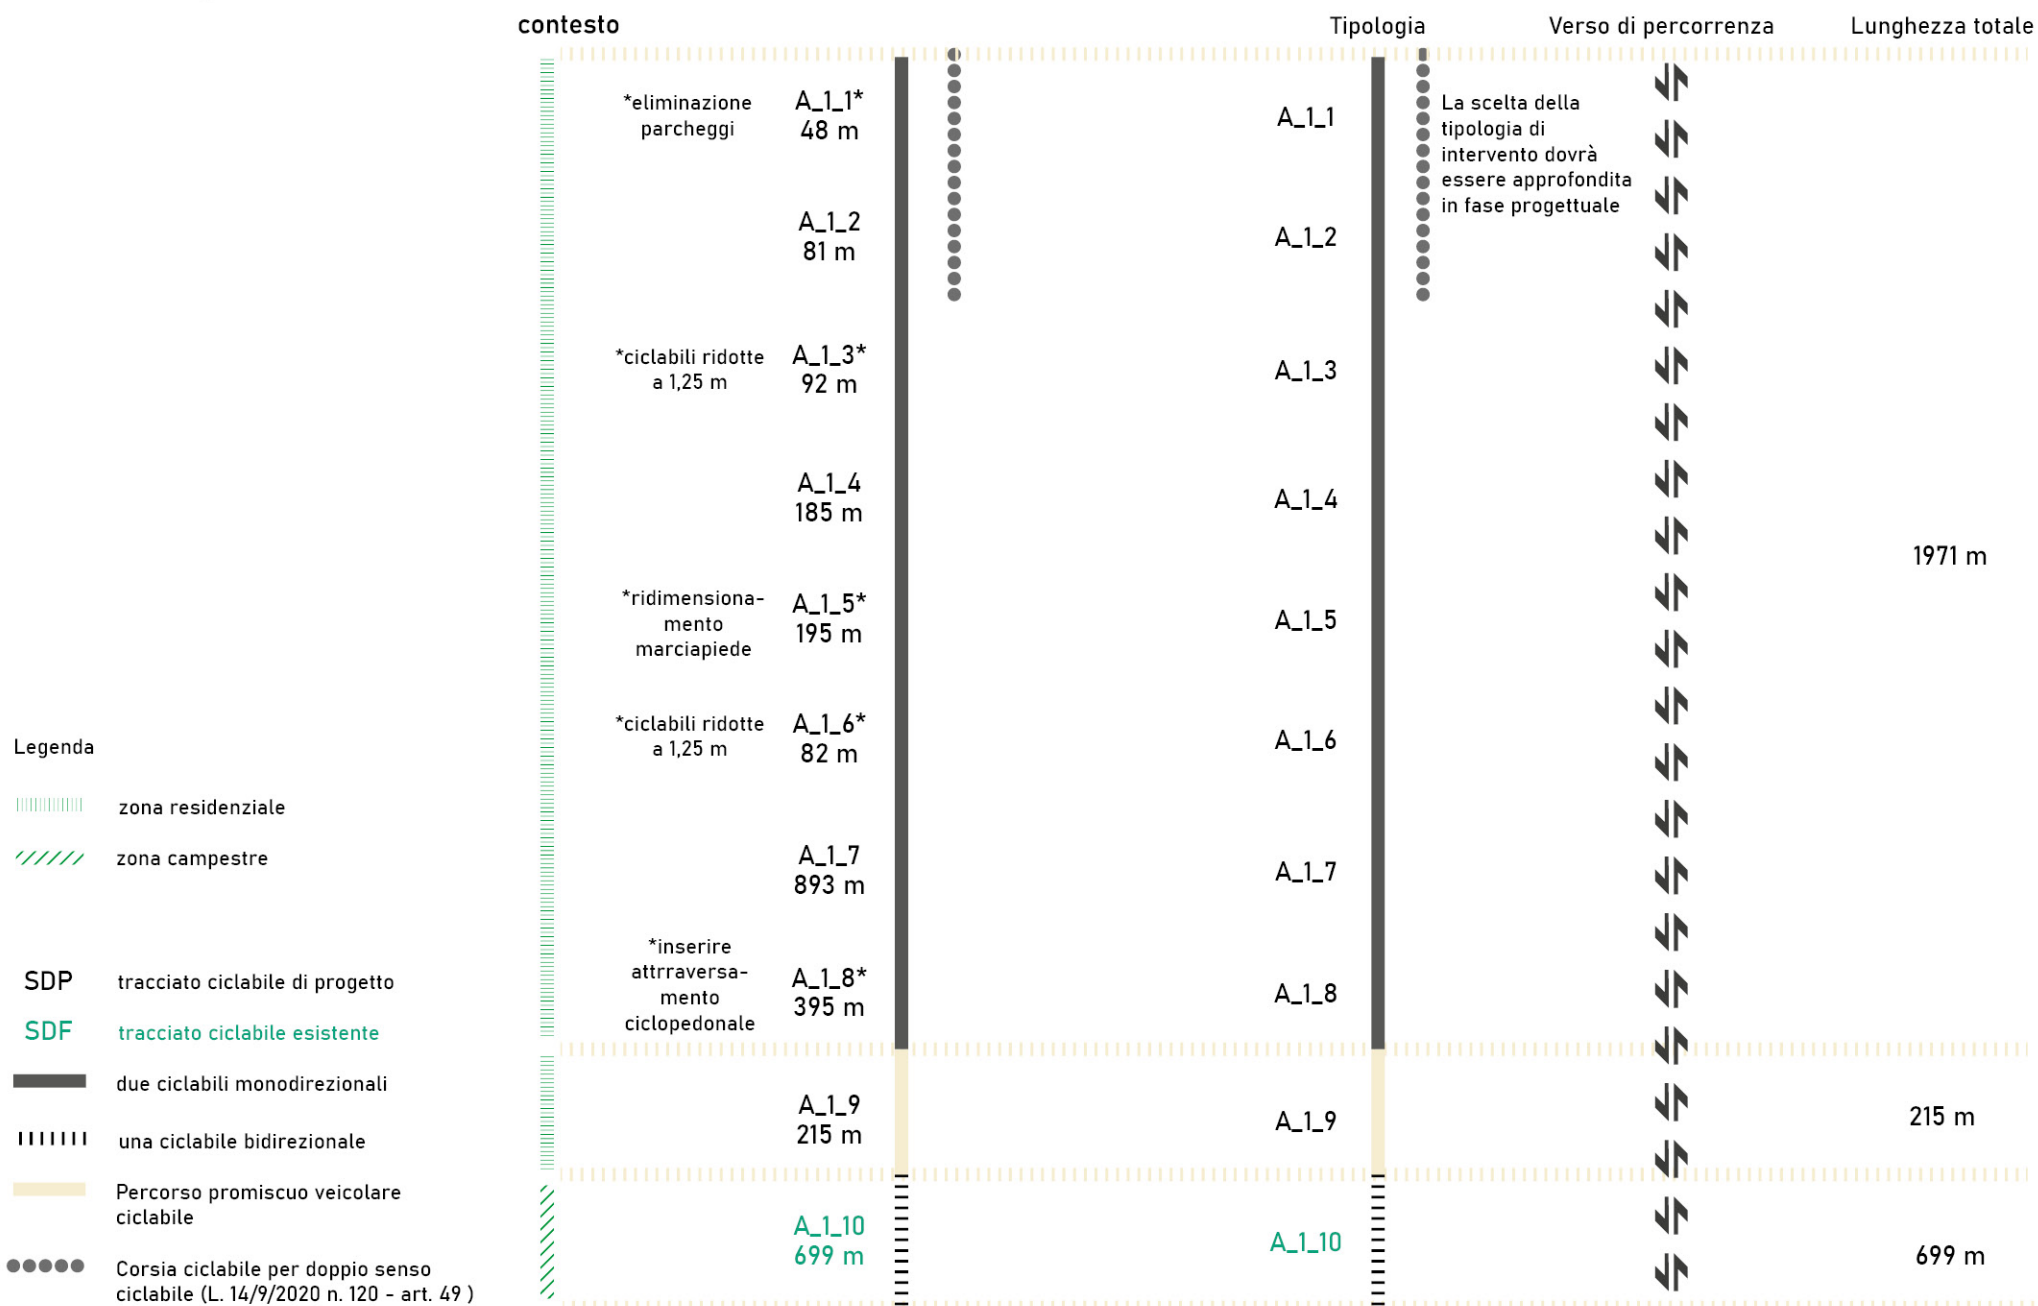 contesto
Tipologia
Verso di percorrenza
Lunghezza totale
*eliminazione
parcheggi
A_1_1*
48 m
A_1_1
La scelta della
tipologia di
intervento dovrà
essere approfondita
in fase progettuale
A_1_2
81 m
A_1_2
*ciclabili ridotte
a 1,25 m
A_1_3*
92 m
A_1_3
A_1_4
185 m
A_1_4
1971 m
*ridimensiona-
mento
marciapiede
A_1_5*
195 m
A_1_5
*ciclabili ridotte
a 1,25 m
A_1_6*
82 m
A_1_6
A_1_7
893 m
A_1_7
*inserire
attrraversa-
mento
ciclopedonale
A_1_8*
395 m
A_1_8
A_1_9
215 m
A_1_9
215 m
A_1_10
699 m
A_1_10
699 m
Legenda
zona residenziale
zona campestre
SDP tracciato ciclabile di progetto
SDF tracciato ciclabile esistente
due ciclabili monodirezionali
una ciclabile bidirezionale
Percorso promiscuo veicolare
ciclabile
Corsia ciclabile per doppio senso
ciclabile (L. 14/9/2020 n. 120 - art. 49 )